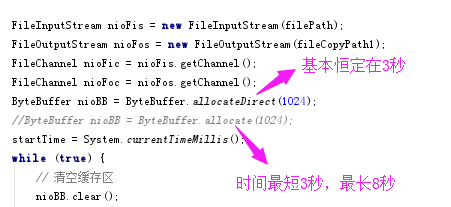 FileInputStream nioFis = new FileInputStream(filePath);
FileOutputStream nioFos = new FileOutputStream(fileCopyPath1);
FileChannel nioFic = nioFis.getChannel();
FileChannel nioFoc = nioFos.getChannel();
基本恒定在3秒
ByteBuffer nioBB = ByteBuffer.allocateDirect(1024);
//ByteBuffer nioBB = ByteBuffer.allocate(1024);
startTime = System.currentTimeMillis();
while (true) {
// 清空缓存区
时间最短3秒，最长8秒
nioBB.clear();